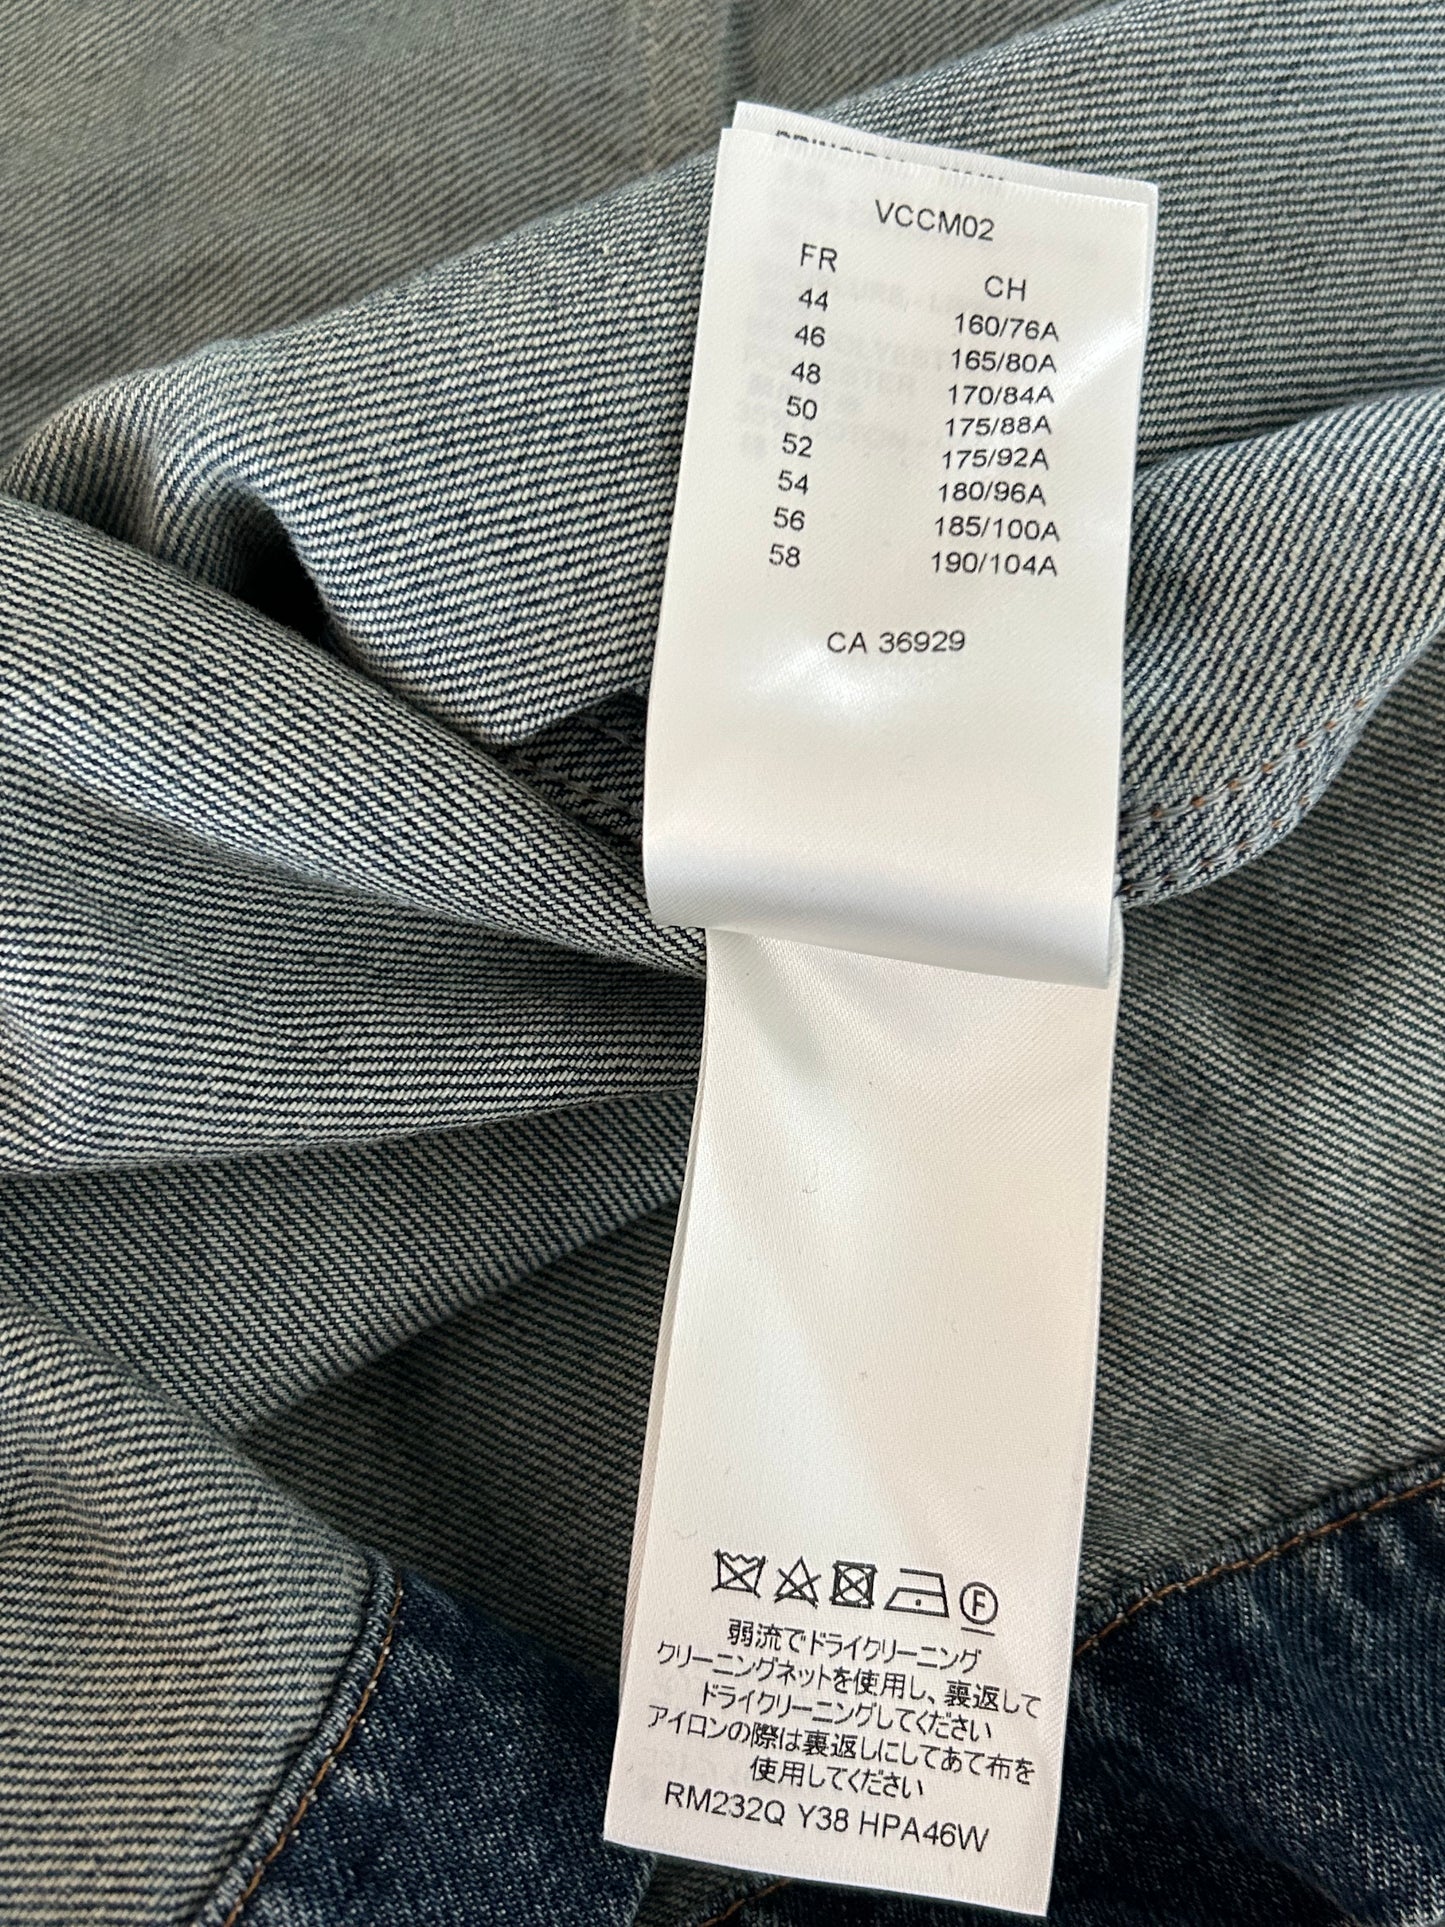 VCCM02
FR CH
44 160/76A
46 165/80A
48 170/84A
50 175/88A
52 175/92A
54 180/96A
56 185/100A
58 190/104A
CA 36929
F
弱流でドライクリーニング
クリーニングネットを使用し、裏返して
ドライクリーニングしてください
アイロンの際は裏返しにしてあて布を
使用してください
RM232Q Y38 HPA46W